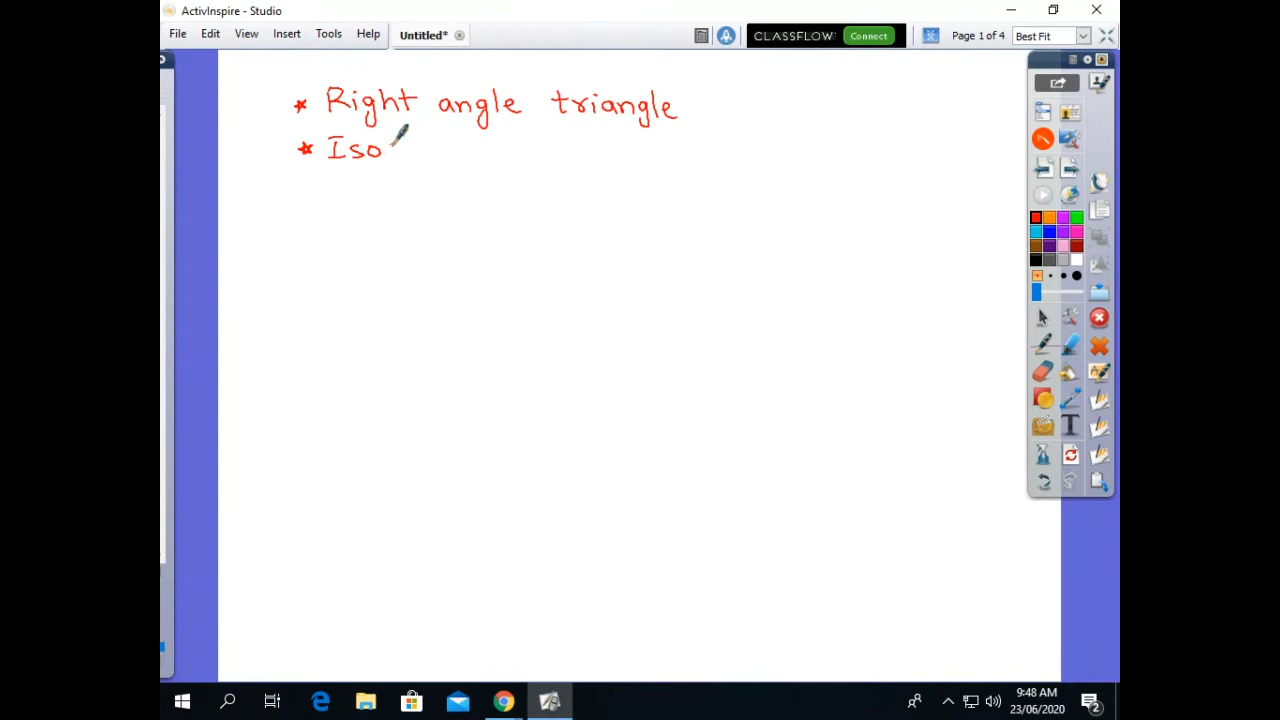 ActivInspire - Studio
File Edit View Insert Tools Help Untitled* CLASSFLOW Connect Page 1 of 4 Best Fit
* Right angle triangle
* Iso
T
9:48 AM
23/06/2020
2